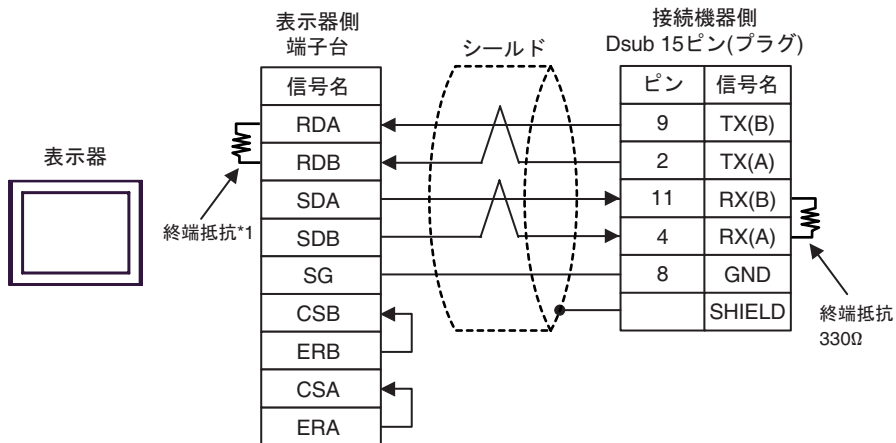 表示器側
端子台
シールド
接続機器側
Dsub 15ピン(プラグ)
信号名
ピン 信号名
RDA
9 TX(B)
RDB
2 TX(A)
表示器
SDA
11 RX(B)
終端抵抗*1
SDB
4 RX(A)
SG
8 GND
CSB
SHIELD
終端抵抗
330Ω
ERB
CSA
ERA